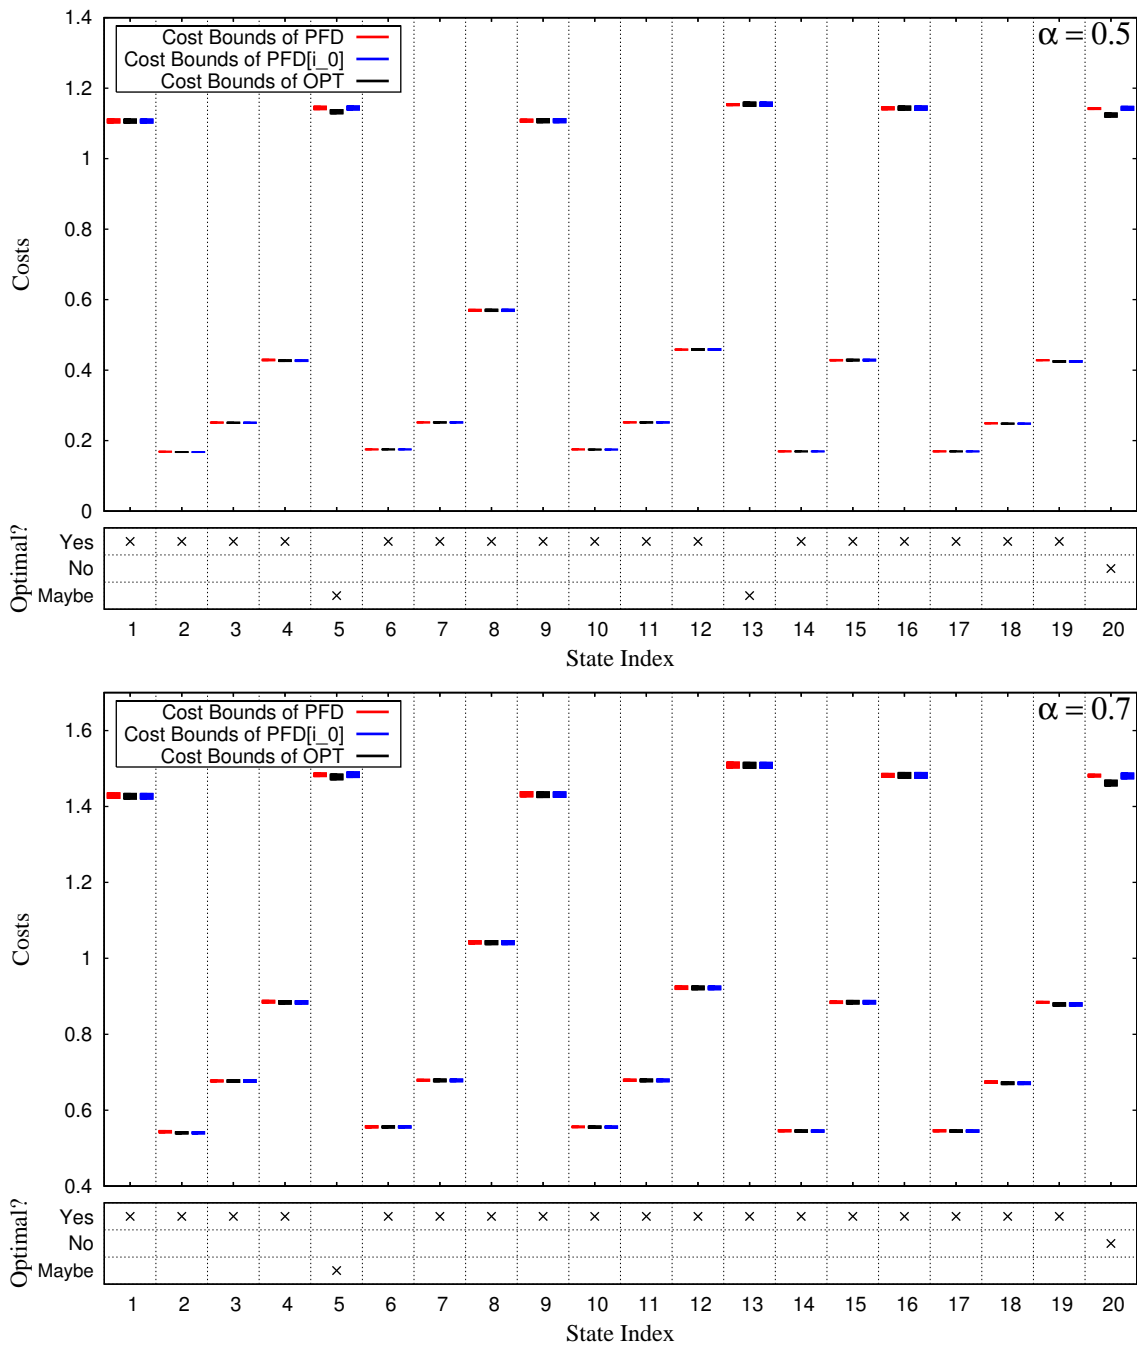 1.4
1.2
1
0.8
0.6
0.4
0.2
0
Costs
Cost Bounds of PFD
Cost Bounds of PFD[i_0]
Cost Bounds of OPT
α = 0.5
Optimal?
Yes
No
Maybe
1 2 3 4 5 6 7 8 9 10 11 12 13 14 15 16 17 18 19 20
State Index
1.6
1.4
1.2
1
0.8
0.6
0.4
Costs
Cost Bounds of PFD
Cost Bounds of PFD[i_0]
Cost Bounds of OPT
α = 0.7
Optimal?
Yes
No
Maybe
1 2 3 4 5 6 7 8 9 10 11 12 13 14 15 16 17 18 19 20
State Index